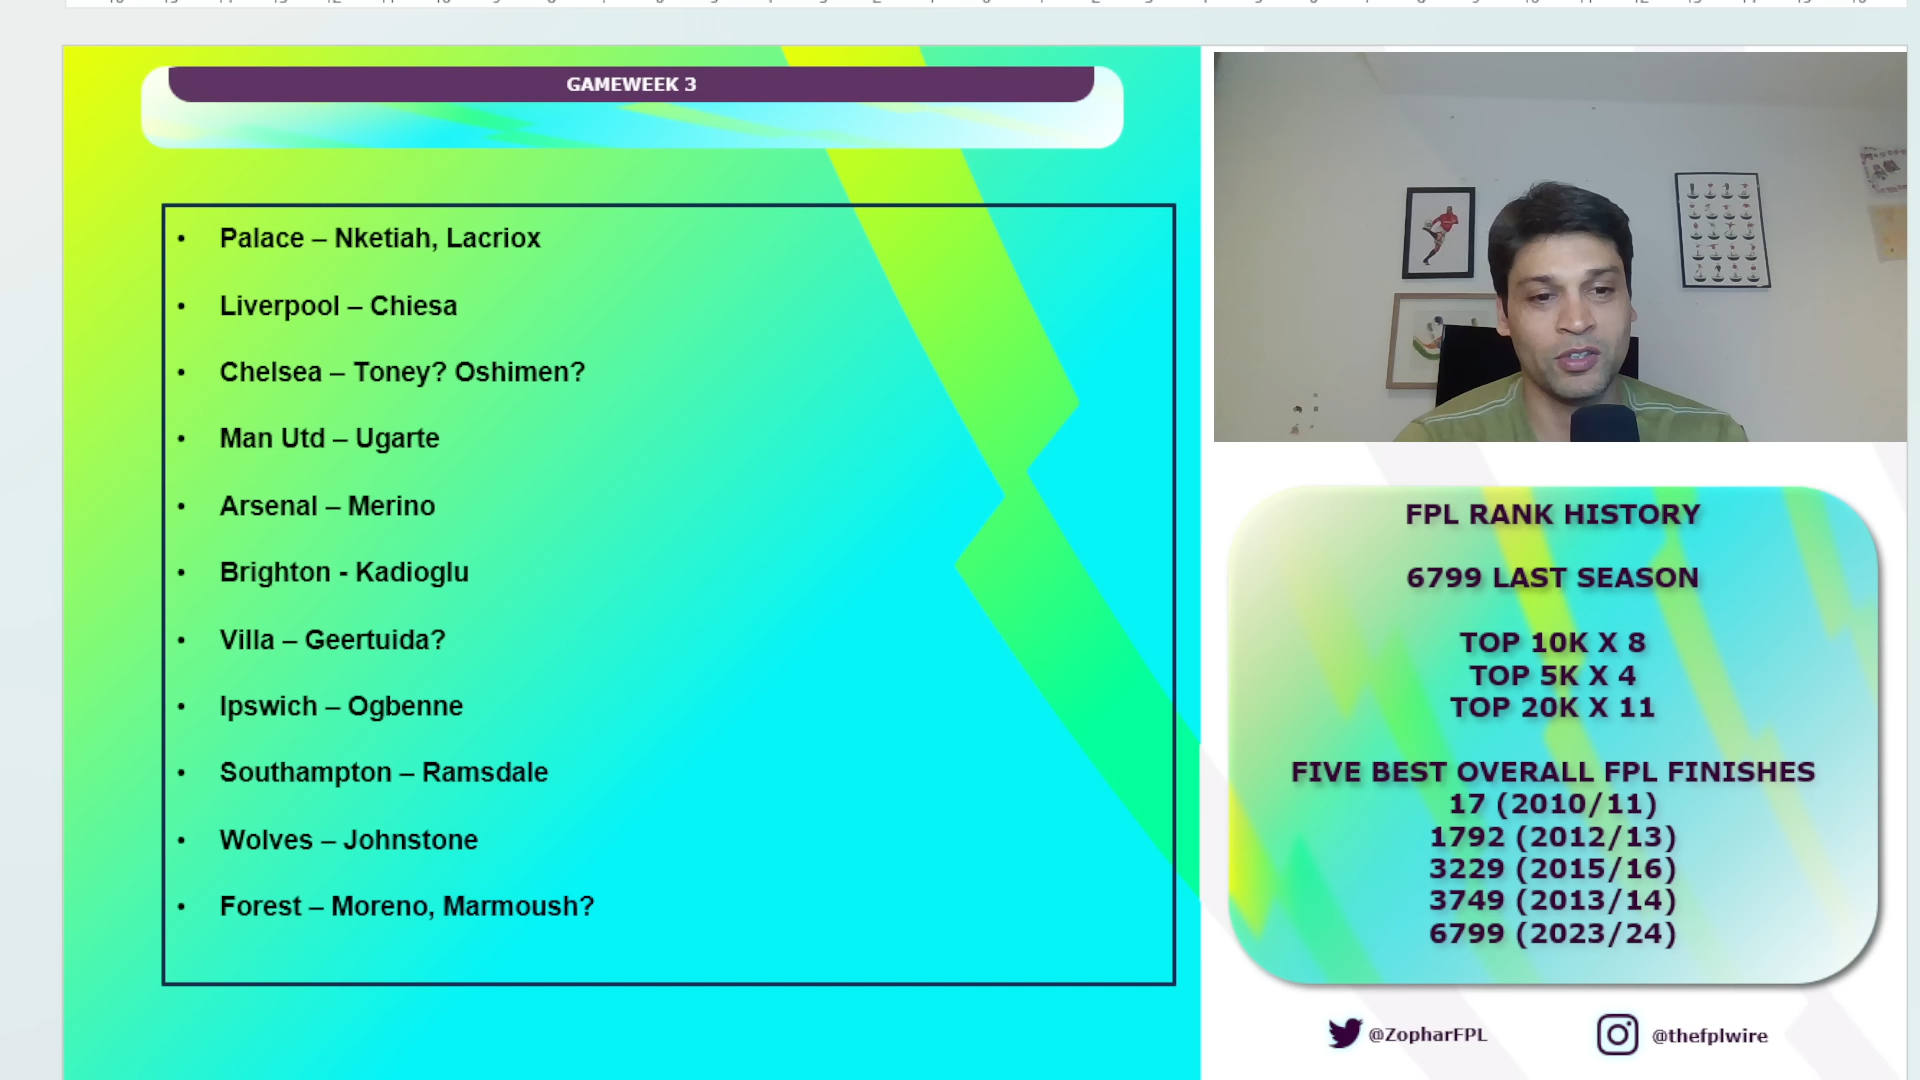 GAMEWEEK 3
• Palace – Nketiah, Lacriox
• Liverpool – Chiesa
• Chelsea – Toney? Oshimen?
• Man Utd – Ugarte
• Arsenal – Merino
• Brighton - Kadioglu
• Villa – Geertuida?
• Ipswich – Ogbenne
• Southampton – Ramsdale
• Wolves – Johnstone
• Forest – Moreno, Marmoush?
FPL RANK HISTORY
6799 LAST SEASON
TOP 10K X 8
TOP 5K X 4
TOP 20K X 11
FIVE BEST OVERALL FPL FINISHES
17 (2010/11)
1792 (2012/13)
3229 (2015/16)
3749 (2013/14)
6799 (2023/24)
@ZopharFPL
@thefplwire